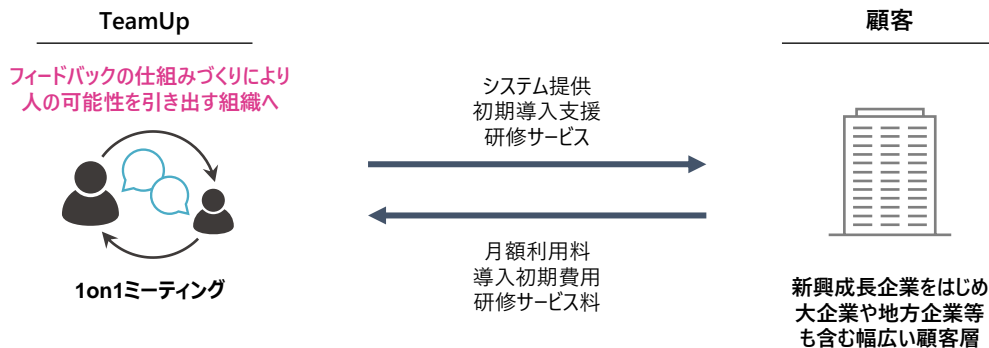 TeamUp
フィードバックの仕組みづくりにより
人の可能性を引き出す組織へ
1on1ミーティング
システム提供
初期導入支援
研修サービス
月額利用料
導入初期費用
研修サービス料
顧客
新興成長企業をはじめ
大企業や地方企業等
も含む幅広い顧客層